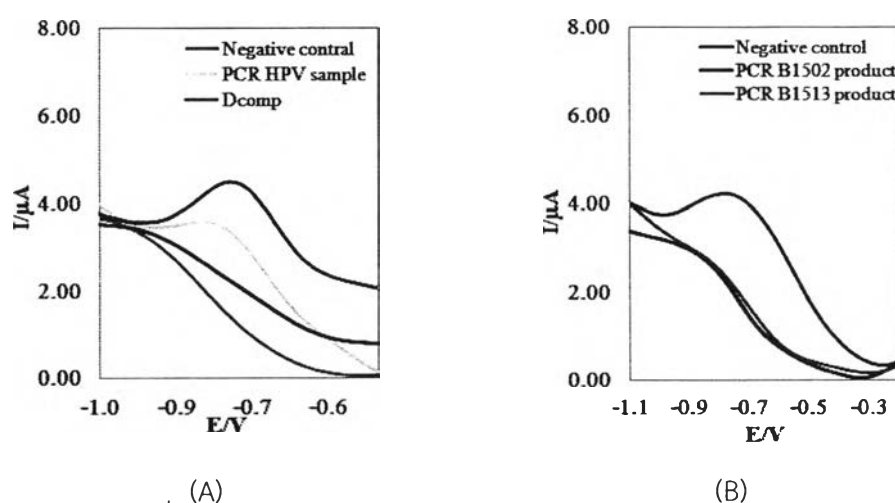 8.00
6.00
4.00
2.00
0.00
I/μA
Negative contral
PCR HPV sample
Dcomp
-1.0 -0.9 -0.7 -0.6
E/V
(A)
8.00
6.00
4.00
2.00
0.00
I/μA
Negative control
PCR B1502 product
PCR B1513 product
-1.1 -0.9 -0.7 -0.5 -0.3
E/V
(B)